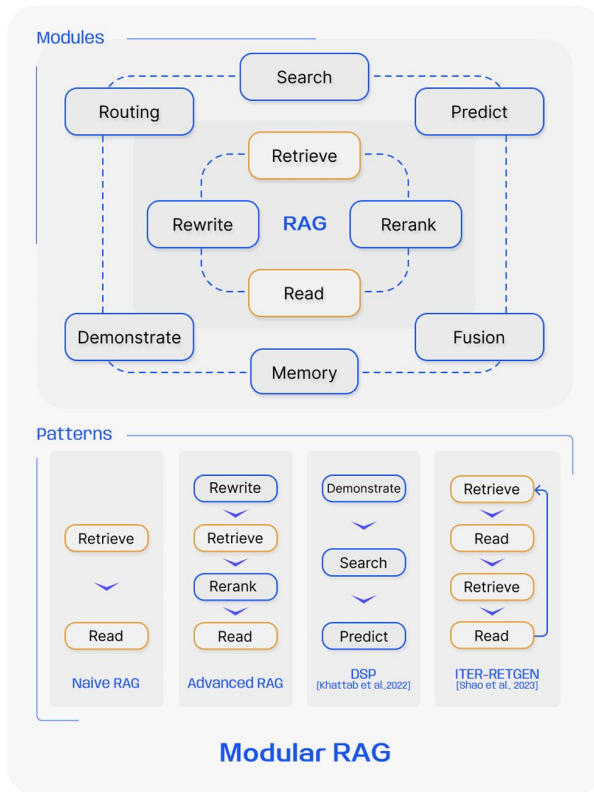 Modules
Search
Routing
Predict
Retrieve
Rewrite
RAG
Rerank
Read
Demonstrate
Fusion
Memory
Patterns
Retrieve
Read
Naive RAG
Rewrite
Retrieve
Rerank
Read
Advanced RAG
Demonstrate
Search
Predict
DSP
[Khattab et al.,2022]
Retrieve
Read
Retrieve
Read
ITER-RETGEN
[Shao et al., 2023]
Modular RAG